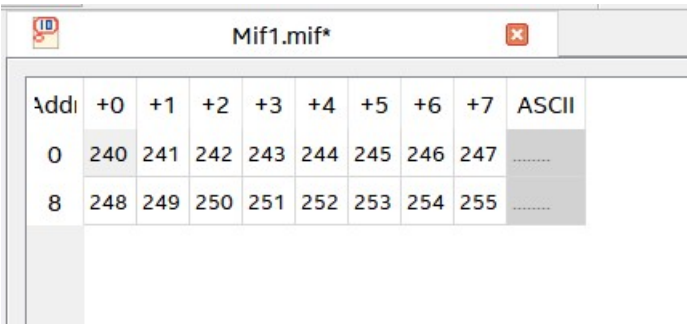 Mif1.mif*
Addr +0 +1 +2 +3 +4 +5 +6 +7 ASCII
0 240 241 242 243 244 245 246 247 ........
8 248 249 250 251 252 253 254 255 ........